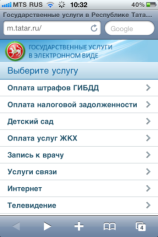 MTS RUS 10:32 40%
Государственные услуги в Республике Тата...
m.tatar.ru/ Google
ГОСУДАРСТВЕННЫЕ УСЛУГИ
В ЭЛЕКТРОННОМ ВИДЕ
Выберите услугу
Оплата штрафов ГИБДД
Оплата налоговой задолженности
Детский сад
Оплата услуг ЖКХ
Запись к врачу
Услуги связи
Интернет
Телевидение